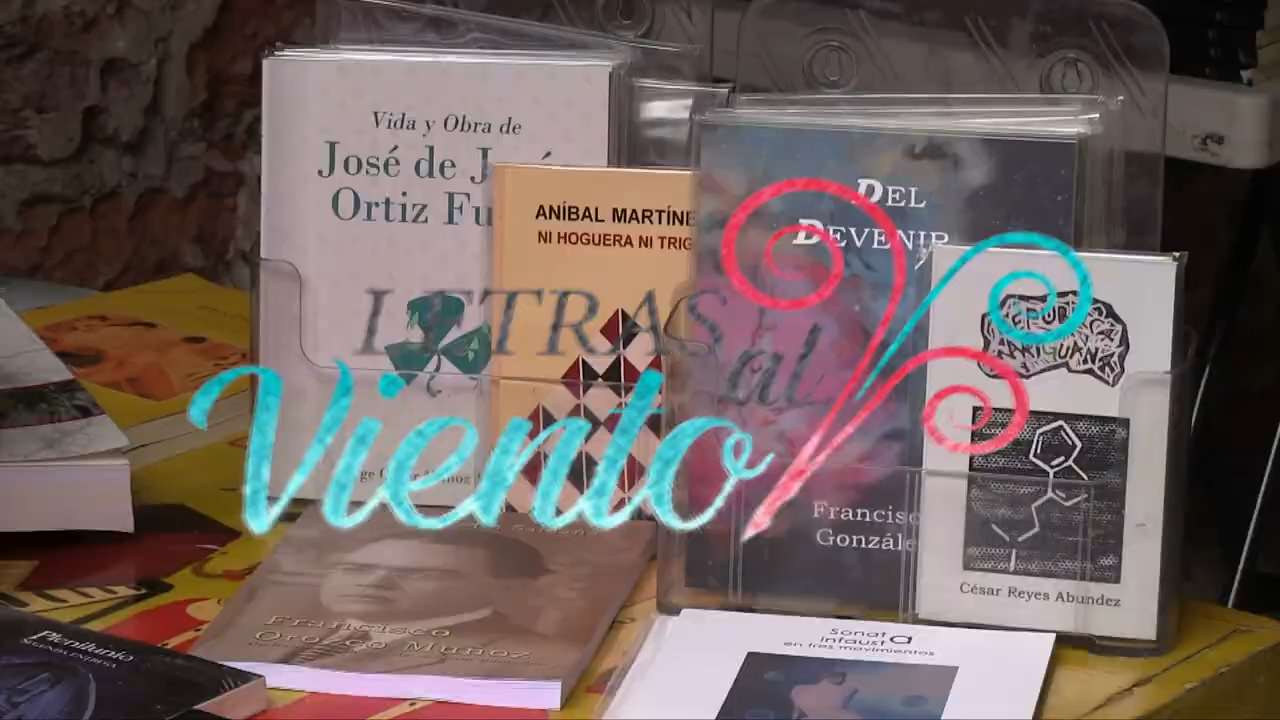 Vida y Obra de
José de
Ortiz
ANÍBAL MARTÍNE
NI HOGUERA NI TRIG
DEL
DEVENIR
Francisc
Gonzále
César Reyes Abundez
LETRAS
al
Viento
Francisco
Orozco Muñoz
Plenilunio
Sonata
infausta
en tres movimientos